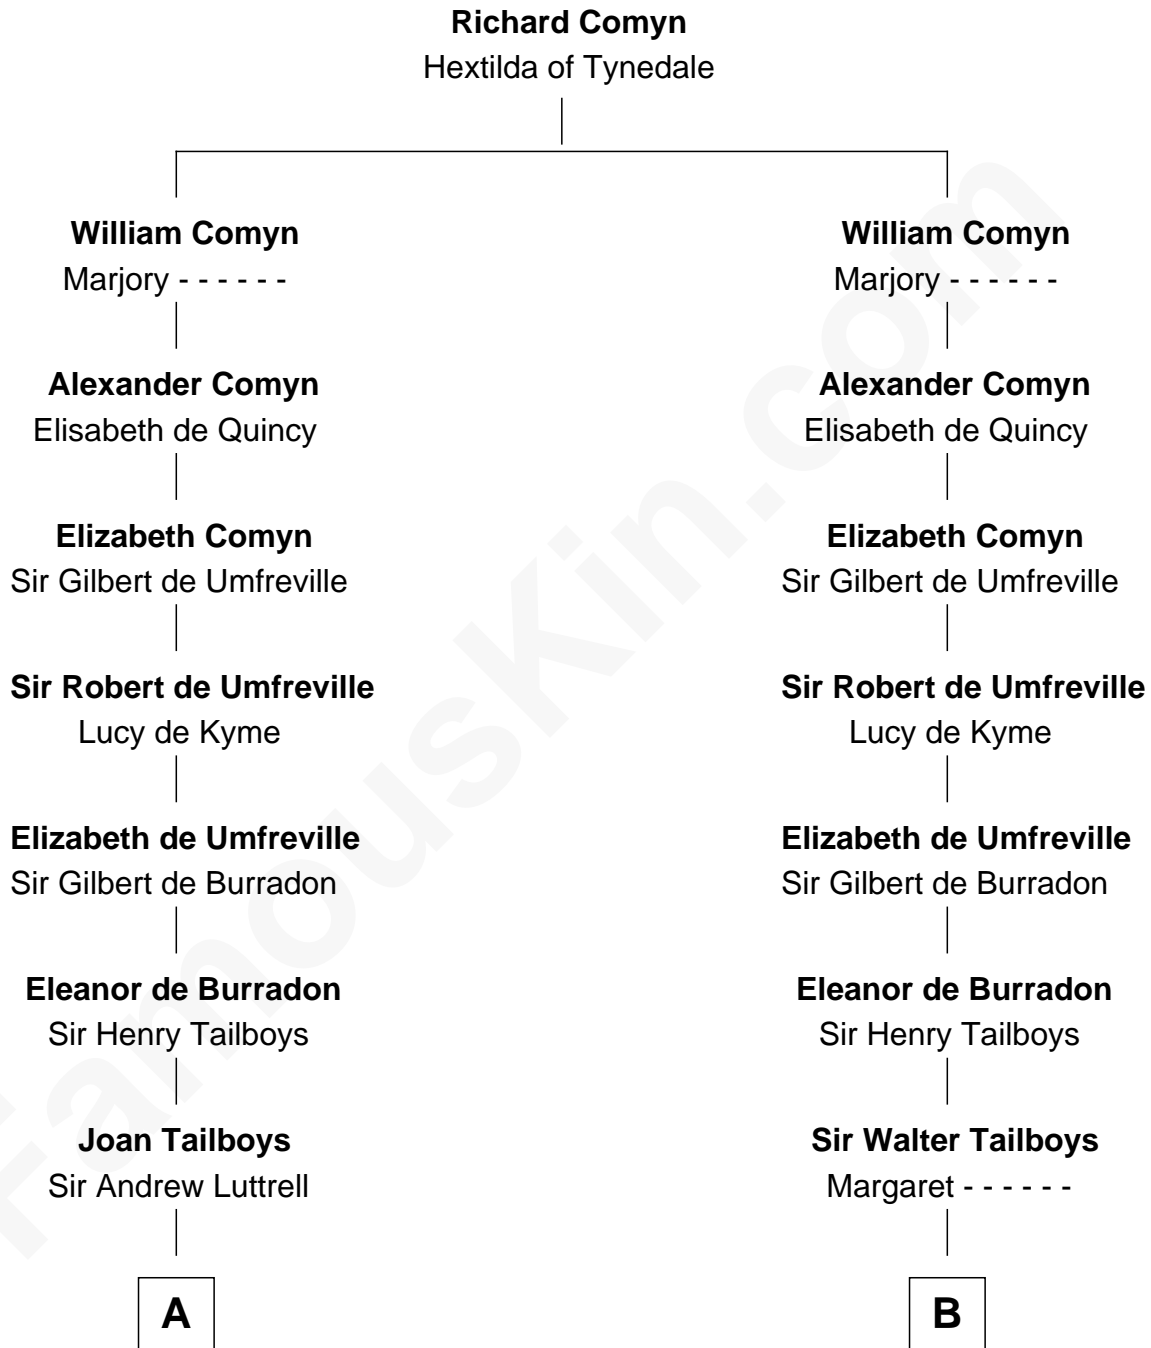 Richard Comyn
Hextilda of Tynedale
William Comyn
Marjory - - - - - -
William Comyn
Marjory - - - - - -
Alexander Comyn
Elisabeth de Quincy
Alexander Comyn
Elisabeth de Quincy
Elizabeth Comyn
Sir Gilbert de Umfreville
Elizabeth Comyn
Sir Gilbert de Umfreville
Sir Robert de Umfreville
Lucy de Kyme
Sir Robert de Umfreville
Lucy de Kyme
Elizabeth de Umfreville
Sir Gilbert de Burradon
Elizabeth de Umfreville
Sir Gilbert de Burradon
Eleanor de Burradon
Sir Henry Tailboys
Eleanor de Burradon
Sir Henry Tailboys
Joan Tailboys
Sir Andrew Luttrell
Sir Walter Tailboys
Margaret - - - - - -
A
B
FamousKin.com